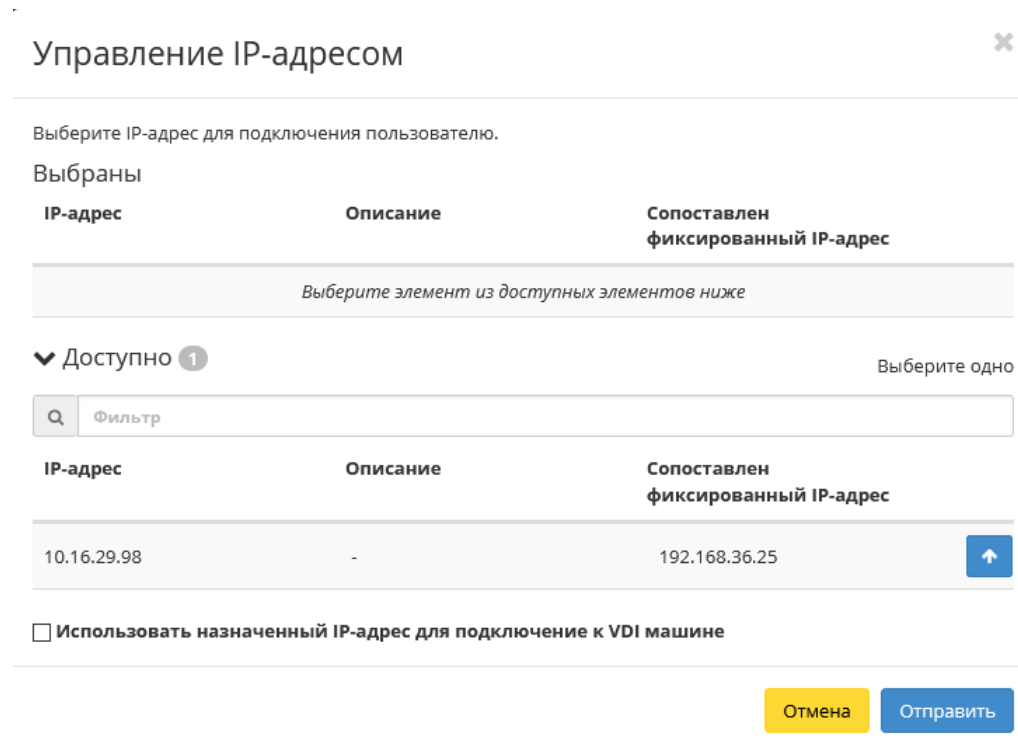 Управление IP-адресом
Выберите IP-адрес для подключения пользователю.
Выбраны
IP-адрес Описание Сопоставлен
фиксированный IP-адрес
Выберите элемент из доступных элементов ниже
Доступно 1
Выберите одно
Фильтр
IP-адрес Описание Сопоставлен
фиксированный IP-адрес
10.16.29.98 - 192.168.36.25
Использовать назначенный IP-адрес для подключение к VDI машине
Отмена Отправить